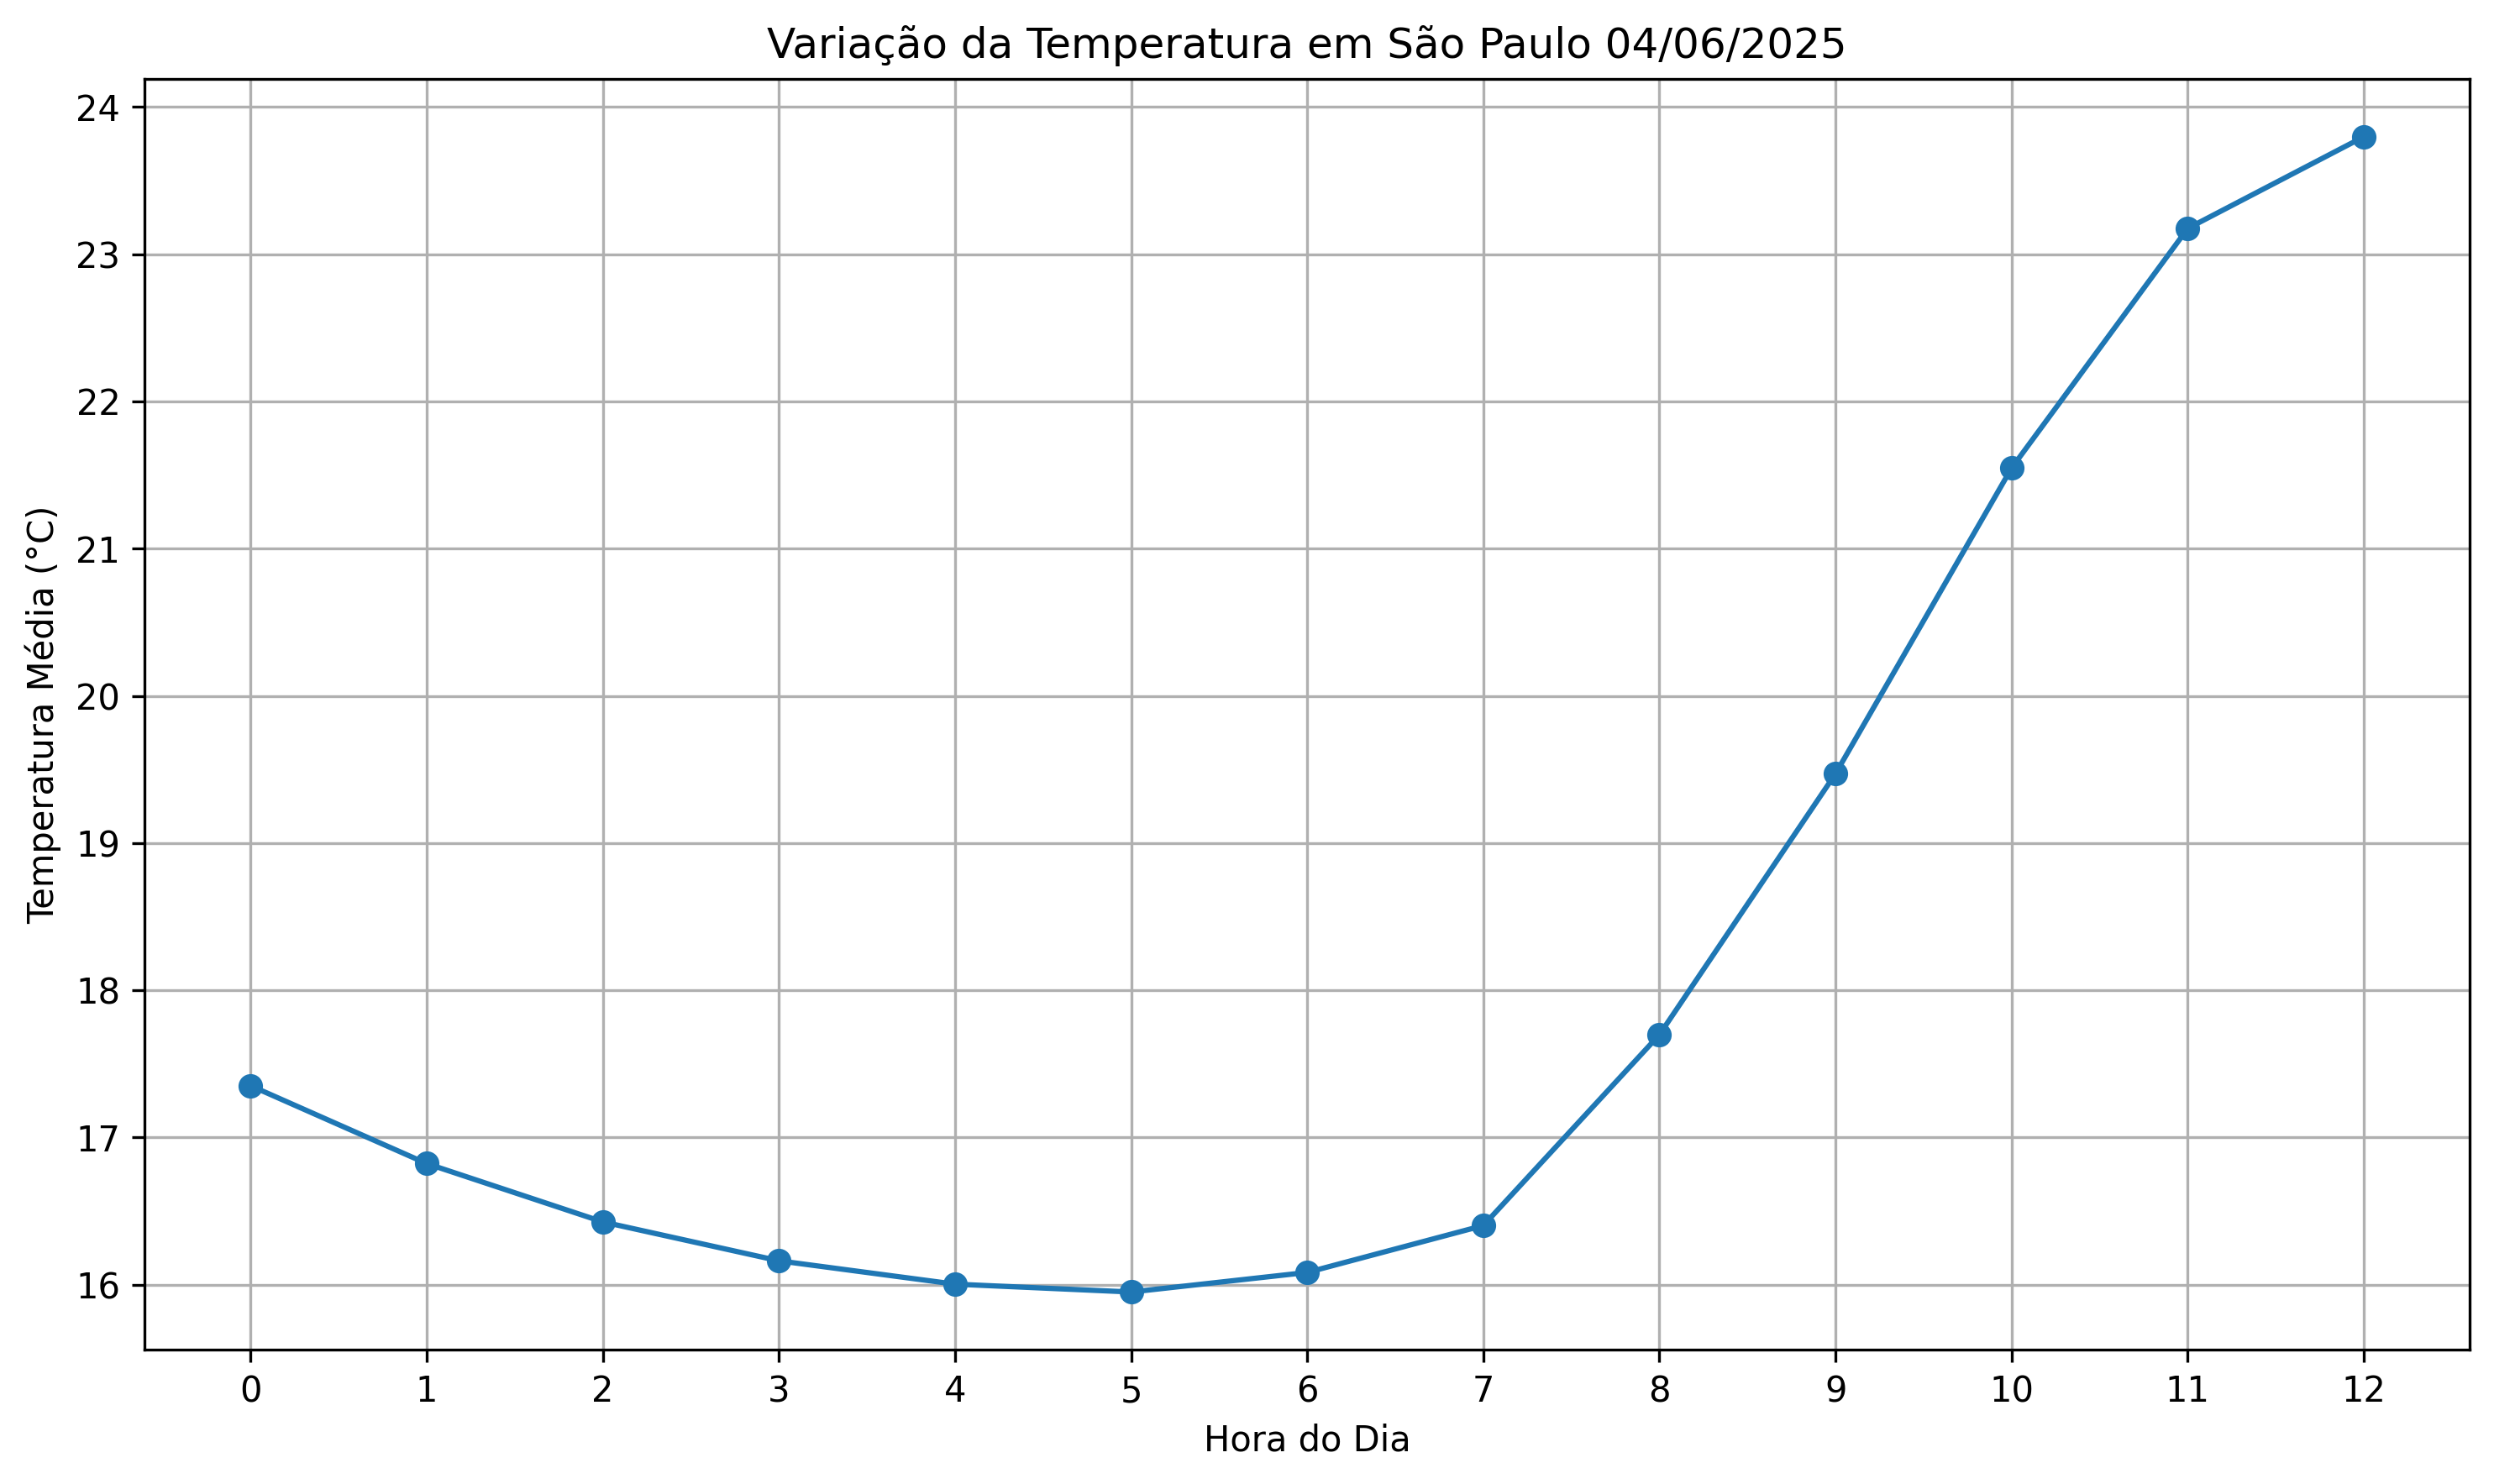 Variação da Temperatura em São Paulo 04/06/2025
24
23
22
21
20
19
18
17
16
Temperatura Média (°C)
0 1 2 3 4 5 6 7 8 9 10 11 12
Hora do Dia